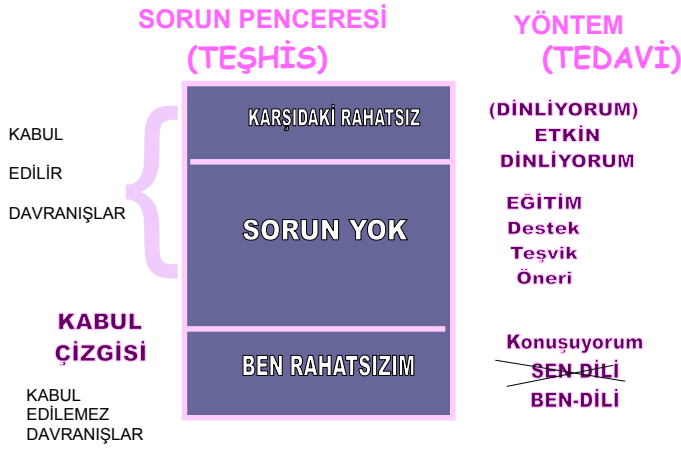 SORUN PENCERESİ
(TEŞHİS)
YÖNTEM
(TEDAVİ)
KABUL
EDİLİR
DAVRANIŞLAR
KARŞIDAKİ RAHATSIZ
(DİNLİYORUM)
ETKİN
DİNLİYORUM
SORUN YOK
EĞİTİM
Destek
Teşvik
Öneri
KABUL
ÇİZGİSİ
BEN RAHATSIZIM
Konuşuyorum
SEN-DİLİ
BEN-DİLİ
KABUL
EDİLEMEZ
DAVRANIŞLAR